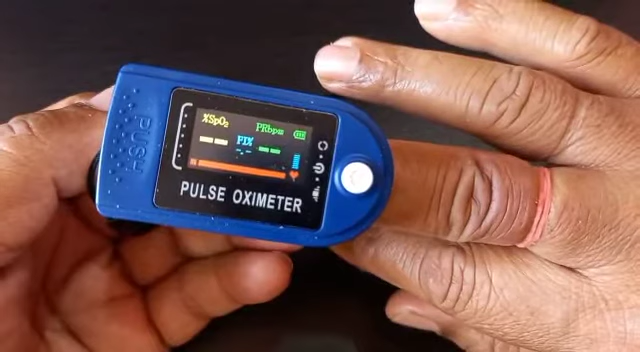 %SpO₂
PRbpm
PI%
PUSH
PULSE OXIMETER